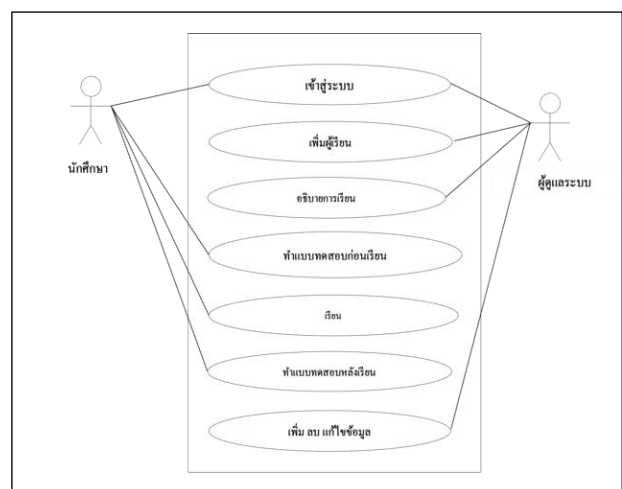 เข้าสู่ระบบ
เพิ่มผู้เรียน
นักศึกษา
ผู้ดูแลระบบ
อธิบายการเรียน
ทำแบบทดสอบก่อนเรียน
เรียน
ทำแบบทดสอบหลังเรียน
เพิ่ม ลบ แก้ไขข้อมูล